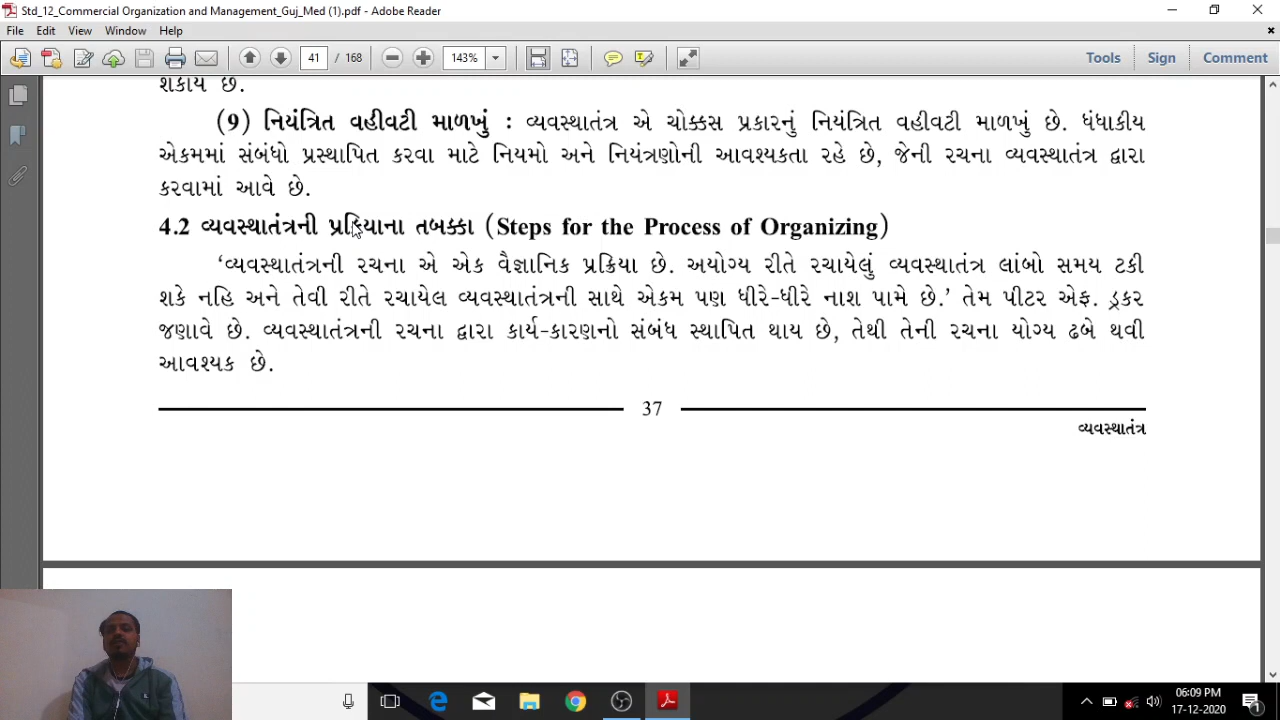 Std_12_Commercial Organization and Management_Guj_Med (1).pdf - Adobe Reader
File Edit View Window Help
41 / 168 143% Tools Sign Comment
શકાય છે.
(9) નિયંત્રિત વહીવટી માળખું : વ્યવસ્થાતંત્ર એ ચોક્કસ પ્રકારનું નિયંત્રિત વહીવટી માળખું છે. ધંધાકીય
એકમમાં સંબંધો પ્રસ્થાપિત કરવા માટે નિયમો અને નિયંત્રણોની આવશ્યકતા રહે છે, જેની રચના વ્યવસ્થાતંત્ર દ્વારા
કરવામાં આવે છે.
4.2 વ્યવસ્થાતંત્રની પ્રક્રિયાના તબક્કા (Steps for the Process of Organizing)
‘વ્યવસ્થાતંત્રની રચના એ એક વૈજ્ઞાનિક પ્રક્રિયા છે. અયોગ્ય રીતે રચાયેલું વ્યવસ્થાતંત્ર લાંબો સમય ટકી
શકે નહિ અને તેવી રીતે રચાયેલ વ્યવસ્થાતંત્રની સાથે એકમ પણ ધીરે-ધીરે નાશ પામે છે.’ તેમ પીટર એફ. ડ્રકર
જણાવે છે. વ્યવસ્થાતંત્રની રચના દ્વારા કાર્ય-કારણનો સંબંધ સ્થાપિત થાય છે, તેથી તેની રચના યોગ્ય ઢબે થવી
આવશ્યક છે.
37
વ્યવસ્થાતંત્ર
06:09 PM
17-12-2020